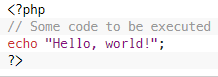 <?php
// Some code to be executed
echo "Hello, world!";
?>